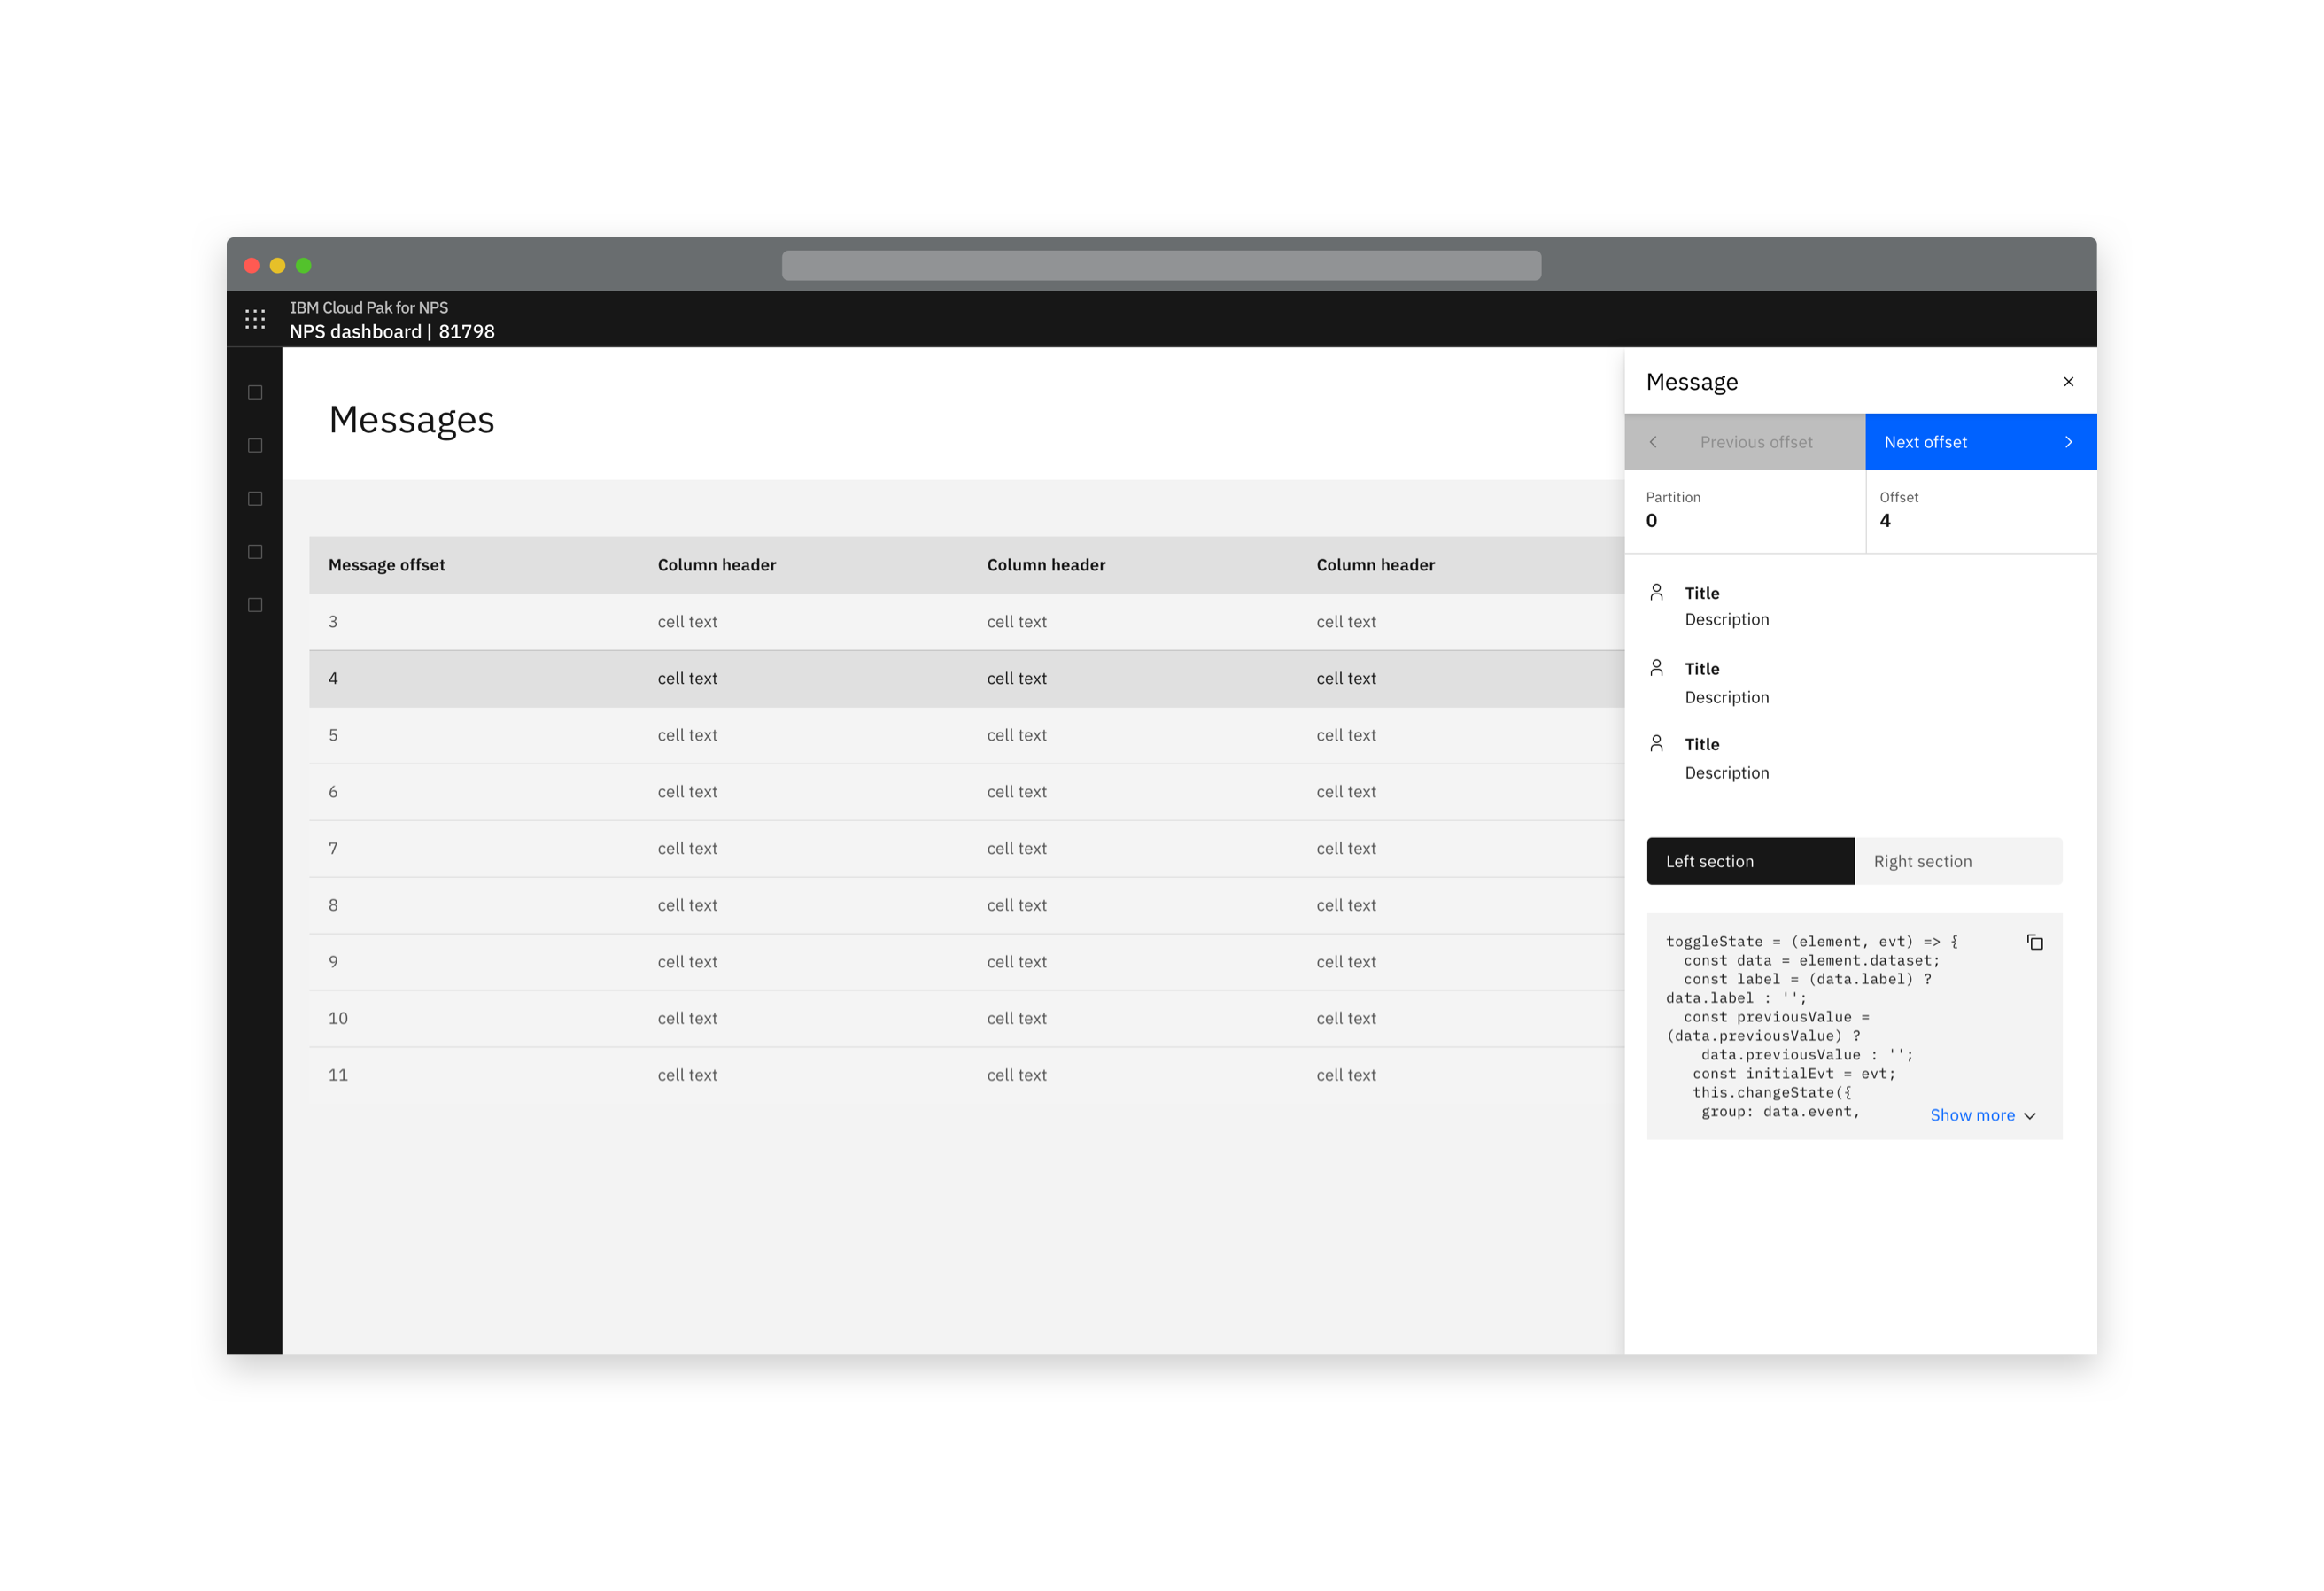 IBM Cloud Pak for NPS
NPS dashboard | 81798
Messages
Message offset Column header Column header Column header
3 cell text cell text cell text
4 cell text cell text cell text
5 cell text cell text cell text
6 cell text cell text cell text
7 cell text cell text cell text
8 cell text cell text cell text
9 cell text cell text cell text
10 cell text cell text cell text
11 cell text cell text cell text
Message
Previous offset Next offset
Partition Offset
0 4
Title
Description
Title
Description
Title
Description
Left section Right section
toggleState = (element, evt) => {
  const data = element.dataset;
  const label = (data.label) ?
data.label : '';
  const previousValue =
(data.previousValue) ?
    data.previousValue : '';
   const initialEvt = evt;
   this.changeState({
    group: data.event,
Show more